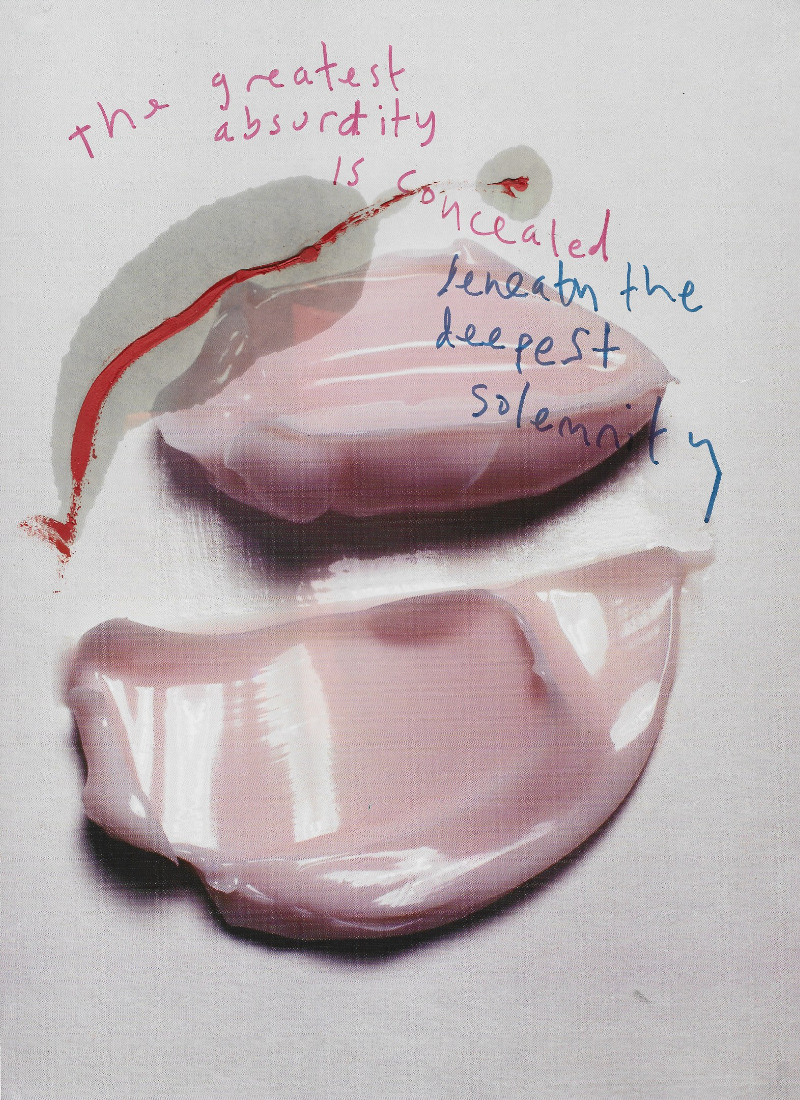 the greatest
absurdity
is concealed
beneath the
deepest
solemnity